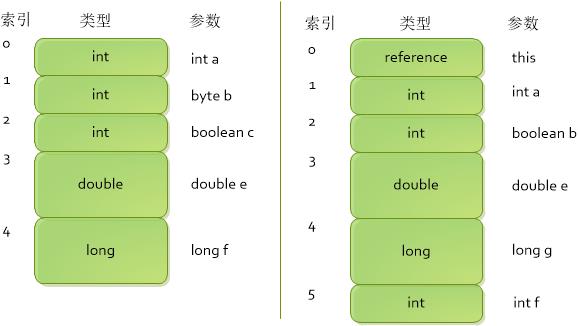 索引 类型 参数
0 int int a
1 int byte b
2 int boolean c
3 double double e
4 long long f
索引 类型 参数
0 reference this
1 int int a
2 int boolean b
3 double double e
4 long long g
5 int int f